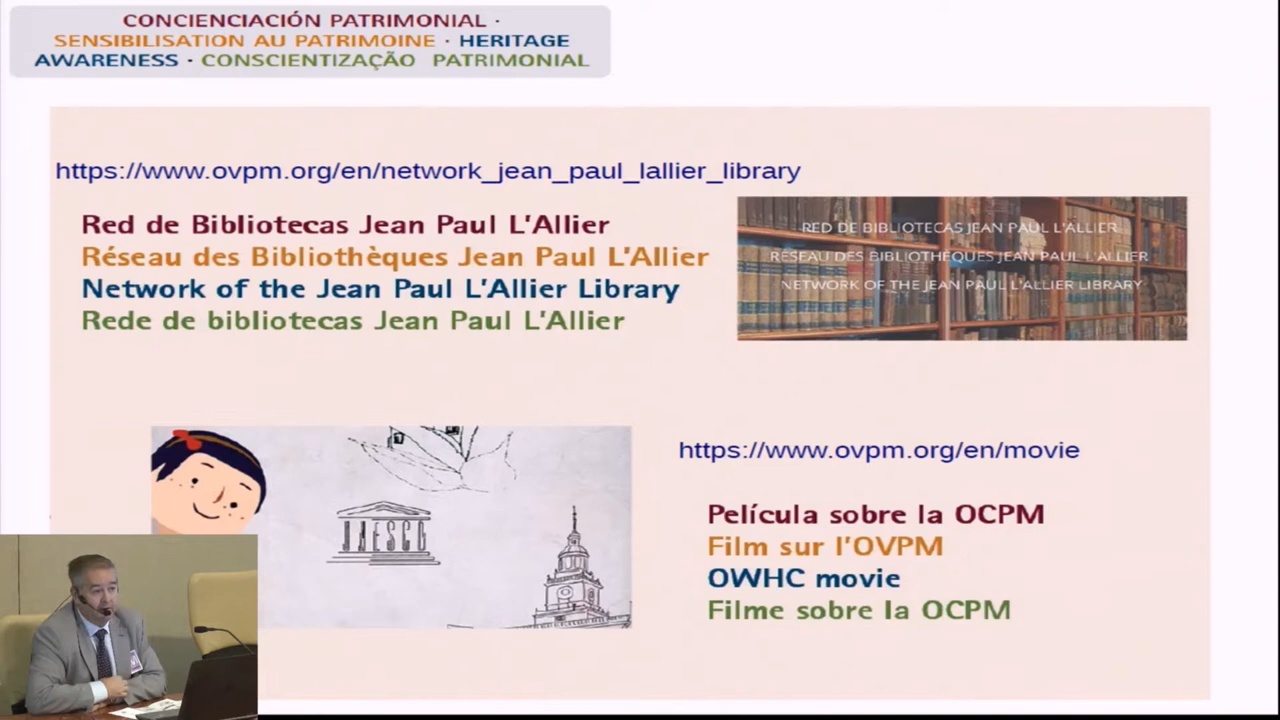 CONCIENCIACIÓN PATRIMONIAL ·
SENSIBILISATION AU PATRIMOINE · HERITAGE
AWARENESS · CONSCIENTIZAÇÃO PATRIMONIAL
https://www.ovpm.org/en/network_jean_paul_lallier_library
Red de Bibliotecas Jean Paul L'Allier
Réseau des Bibliothèques Jean Paul L'Allier
Network of the Jean Paul L'Allier Library
Rede de bibliotecas Jean Paul L'Allier
RED DE BIBLIOTECAS JEAN PAUL L'ALLIER
RÉSEAU DES BIBLIOTHÈQUES JEAN PAUL L'ALLIER
NETWORK OF THE JEAN PAUL L'ALLIER LIBRARY
UNESCO
https://www.ovpm.org/en/movie
Película sobre la OCPM
Film sur l'OVPM
OWHC movie
Filme sobre la OCPM